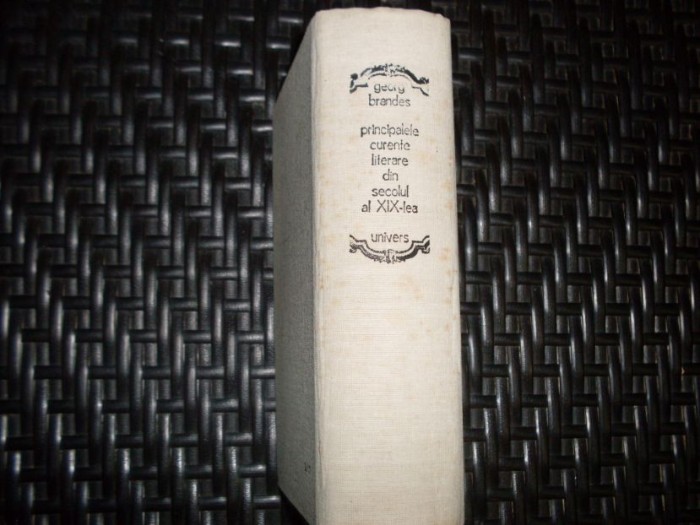 georg
brandes
principalele
curente
literare
din
secolul
al XIX-lea
univers